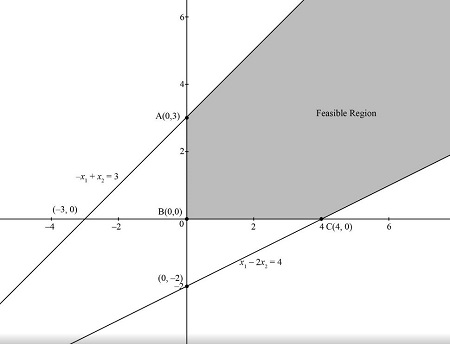 6
4
A(0,3)
Feasible Region
2
–x₁ + x₂ = 3
(–3, 0)
B(0,0)
–4
–2
0
2
4 C(4, 0)
6
x₁ – 2x₂ = 4
(0, –2)
–2